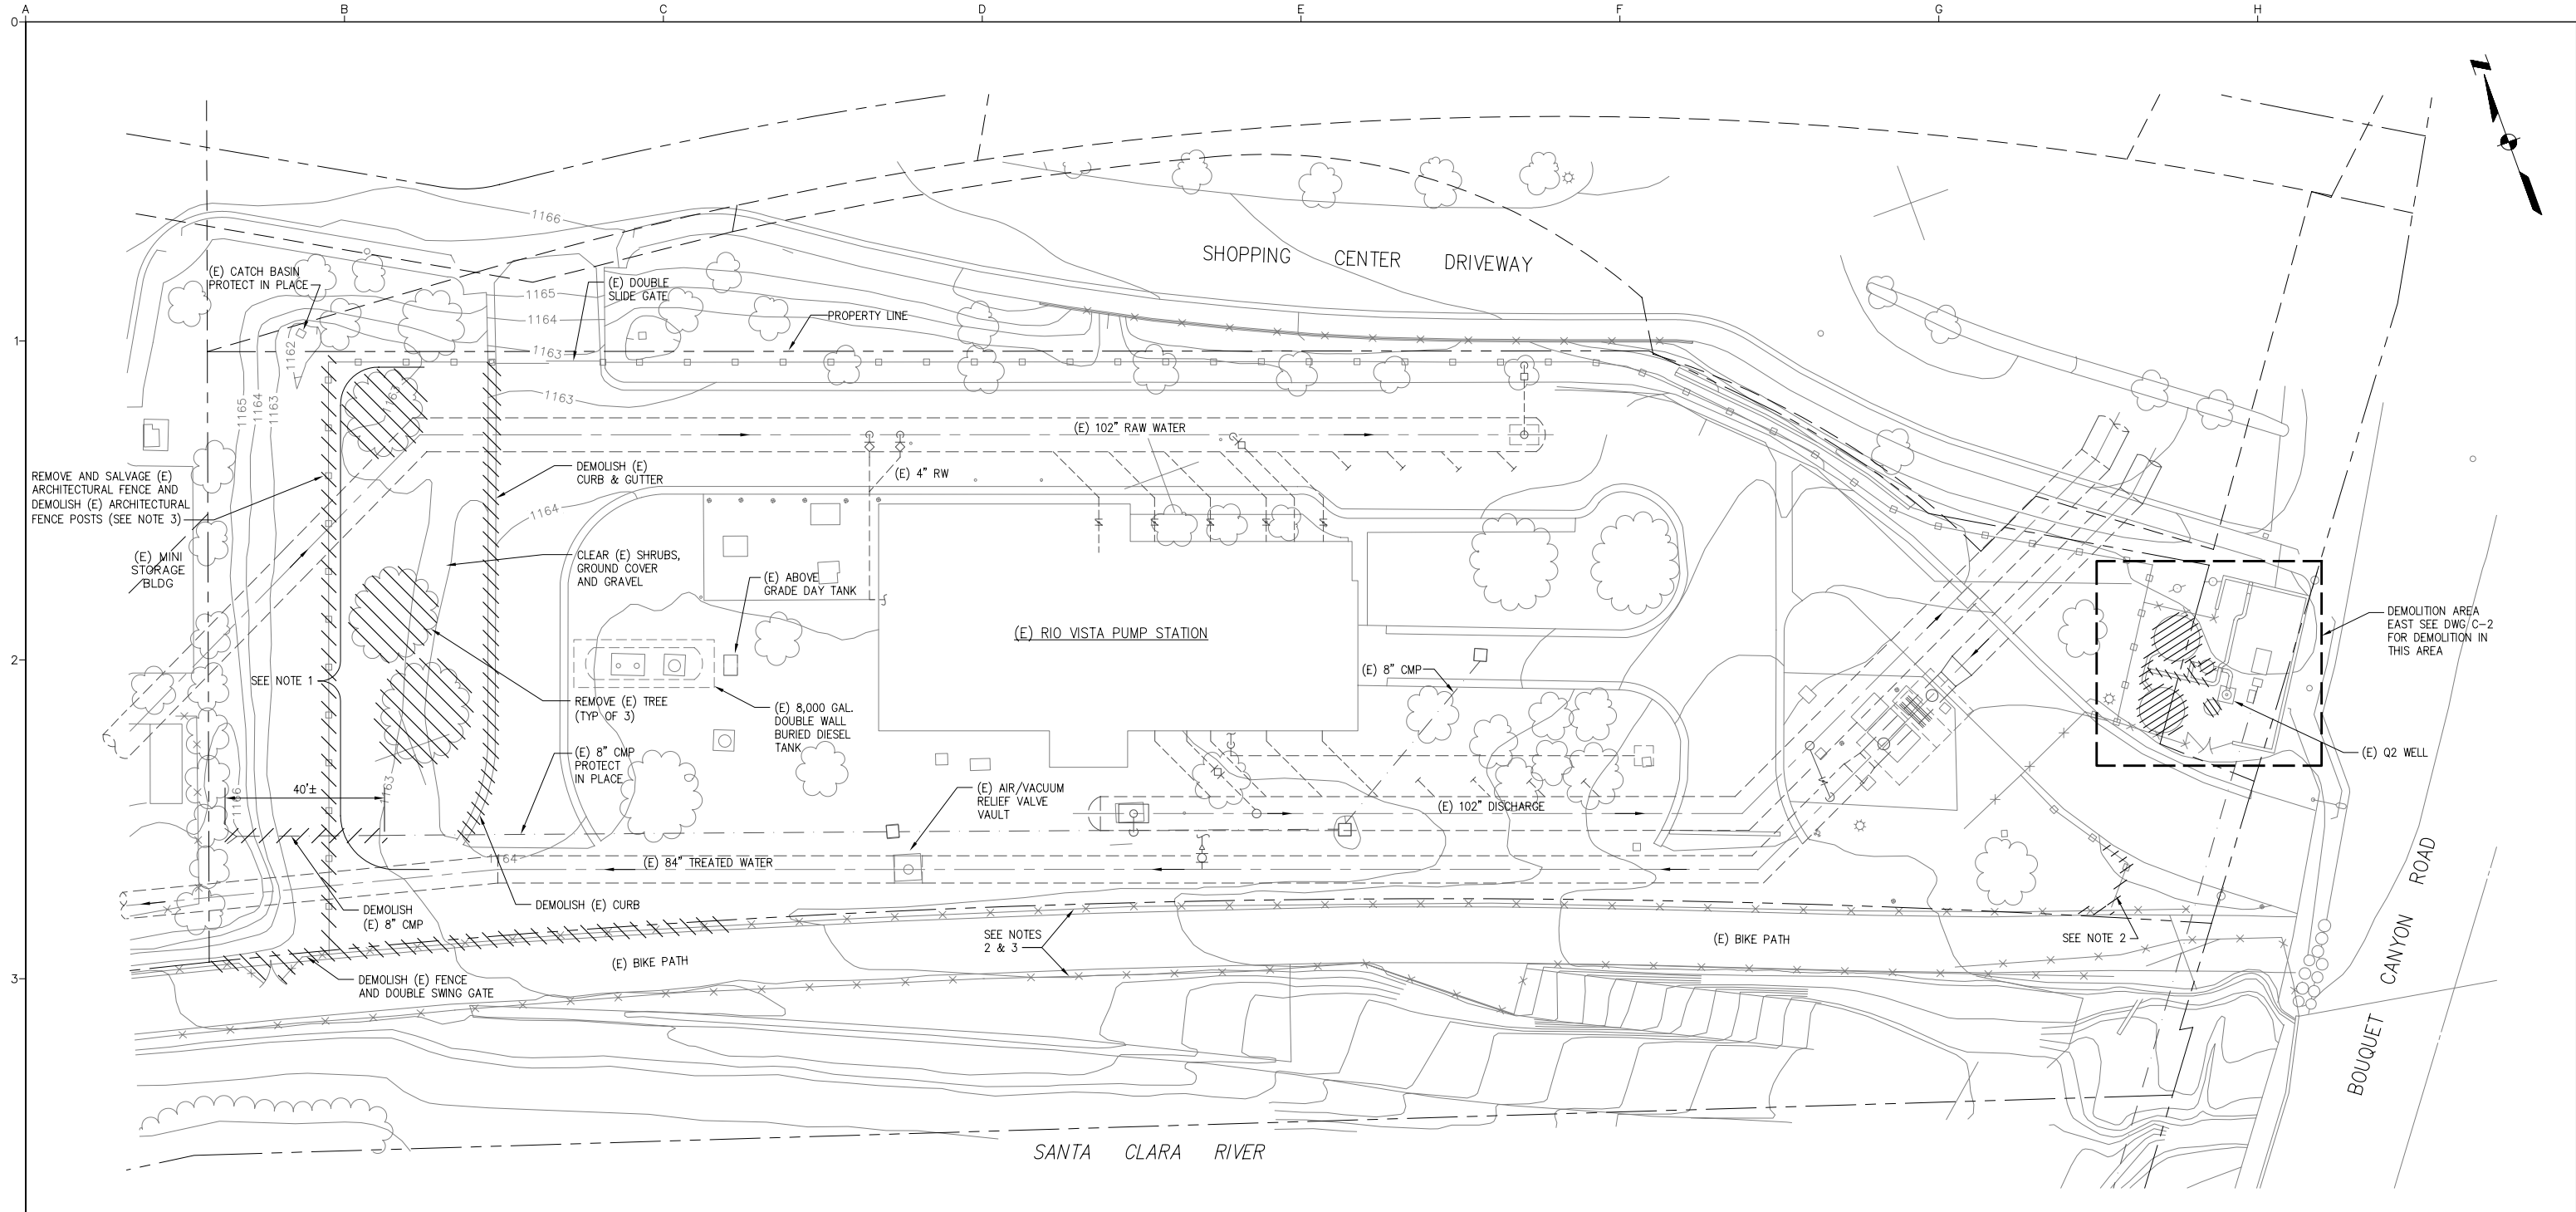 A B C D E F G H
0
1
2
3
N
1166
(E) CATCH BASIN
PROTECT IN PLACE
1165
1164
1163
(E) DOUBLE
SLIDE GATE
PROPERTY LINE
SHOPPING CENTER DRIVEWAY
1162
1165
1164
1163
1163
1163
(E) 102" RAW WATER
(E) 4" RW
DEMOLISH (E)
CURB & GUTTER
REMOVE AND SALVAGE (E)
ARCHITECTURAL FENCE AND
DEMOLISH (E) ARCHITECTURAL
FENCE POSTS (SEE NOTE 3)
1164
(E) MINI
STORAGE
BLDG
CLEAR (E) SHRUBS,
GROUND COVER
AND GRAVEL
(E) ABOVE
GRADE DAY TANK
(E) RIO VISTA PUMP STATION
DEMOLITION AREA
EAST SEE DWG C-2
FOR DEMOLITION IN
THIS AREA
(E) 8" CMP
SEE NOTE 1
REMOVE (E) TREE
(TYP OF 3)
(E) 8,000 GAL.
DOUBLE WALL
BURIED DIESEL
TANK
(E) Q2 WELL
(E) 8" CMP
PROTECT
IN PLACE
40'±
1166
1163
(E) AIR/VACUUM
RELIEF VALVE
VAULT
(E) 102" DISCHARGE
1164
(E) 84" TREATED WATER
DEMOLISH
(E) 8" CMP
DEMOLISH (E) CURB
SEE NOTES
2 & 3
(E) BIKE PATH
SEE NOTE 2
(E) BIKE PATH
DEMOLISH (E) FENCE
AND DOUBLE SWING GATE
BOUQUET CANYON ROAD
SANTA CLARA RIVER